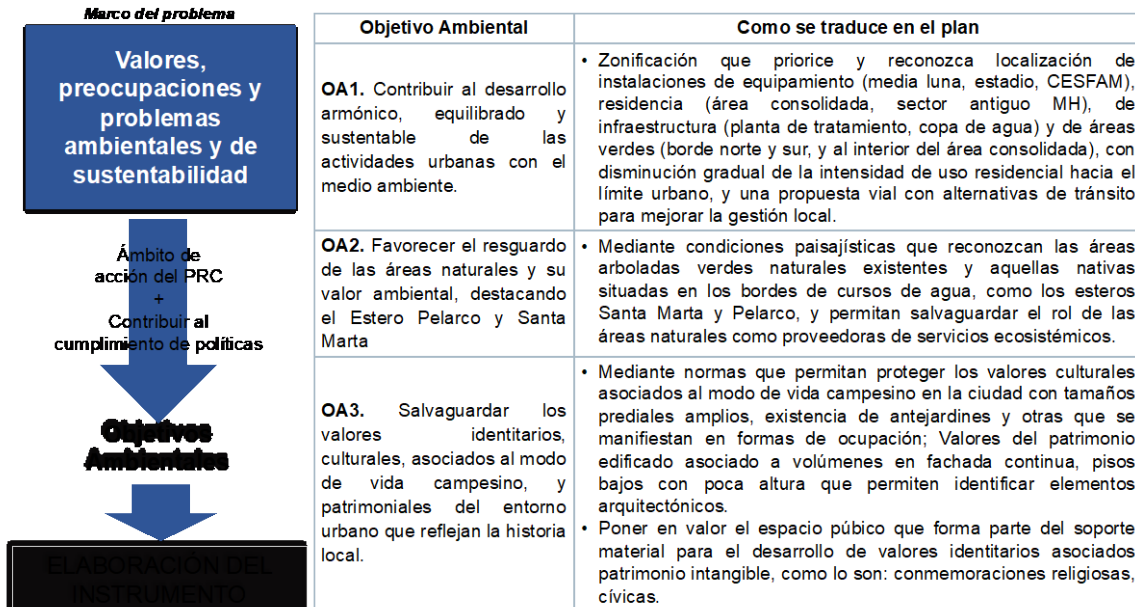 Marco del problema
Valores,
preocupaciones y
problemas
ambientales y de
sustentabilidad
Ámbito de
acción del PRC
+
Contribuir al
cumplimiento de políticas
Objetivos
Ambientales
ELABORACIÓN DEL
INSTRUMENTO
Objetivo Ambiental
Como se traduce en el plan
OA1. Contribuir al desarrollo
armónico, equilibrado y
sustentable de las
actividades urbanas con el
medio ambiente.
• Zonificación que priorice y reconozca localización de
instalaciones de equipamiento (media luna, estadio, CESFAM),
residencia (área consolidada, sector antiguo MH), de
infraestructura (planta de tratamiento, copa de agua) y de áreas
verdes (borde norte y sur, y al interior del área consolidada), con
disminución gradual de la intensidad de uso residencial hacia el
límite urbano, y una propuesta vial con alternativas de tránsito
para mejorar la gestión local.
OA2. Favorecer el resguardo
de las áreas naturales y su
valor ambiental, destacando
el Estero Pelarco y Santa
Marta
• Mediante condiciones paisajísticas que reconozcan las áreas
arboladas verdes naturales existentes y aquellas nativas
situadas en los bordes de cursos de agua, como los esteros
Santa Marta y Pelarco, y permitan salvaguardar el rol de las
áreas naturales como proveedoras de servicios ecosistémicos.
OA3. Salvaguardar los
valores identitarios,
culturales, asociados al modo
de vida campesino, y
patrimoniales del entorno
urbano que reflejan la historia
local.
• Mediante normas que permitan proteger los valores culturales
asociados al modo de vida campesino en la ciudad con tamaños
prediales amplios, existencia de antejardines y otras que se
manifiestan en formas de ocupación; Valores del patrimonio
edificado asociado a volúmenes en fachada continua, pisos
bajos con poca altura que permiten identificar elementos
arquitectónicos.
• Poner en valor el espacio púbico que forma parte del soporte
material para el desarrollo de valores identitarios asociados
patrimonio intangible, como lo son: conmemoraciones religiosas,
cívicas.